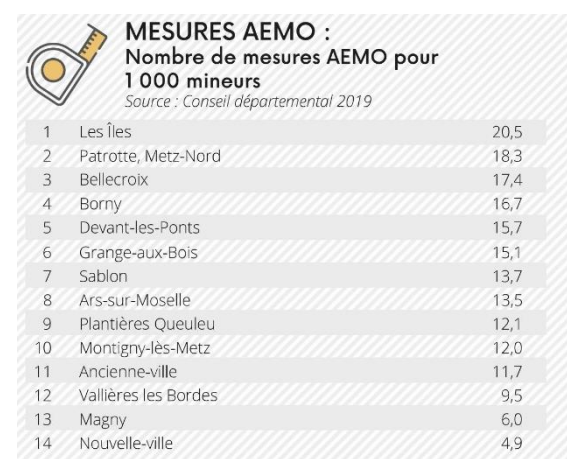 MESURES AEMO :
Nombre de mesures AEMO pour
1 000 mineurs
Source : Conseil départemental 2019
1 Les Îles 20,5
2 Patrotte, Metz-Nord 18,3
3 Bellecroix 17,4
4 Borny 16,7
5 Devant-les-Ponts 15,7
6 Grange-aux-Bois 15,1
7 Sablon 13,7
8 Ars-sur-Moselle 13,5
9 Plantières Queuleu 12,1
10 Montigny-lès-Metz 12,0
11 Ancienne-ville 11,7
12 Vallières les Bordes 9,5
13 Magny 6,0
14 Nouvelle-ville 4,9